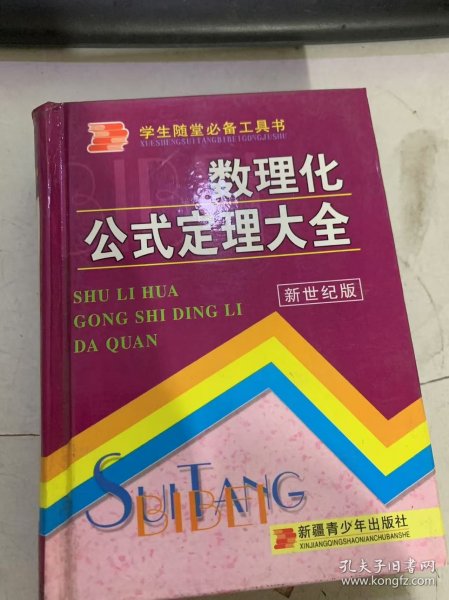 学生随堂必备工具书
XUESHENGSUITANGBIBEIGONGJUSHU
数理化
公式定理大全
SHU LI HUA
GONG SHI DING LI
DA QUAN
新世纪版
SUITANG
BIBEI
新疆青少年出版社
XINJIANGQINGSHAONIANCHUBANSHE
孔夫子旧书网
www.kongfz.com